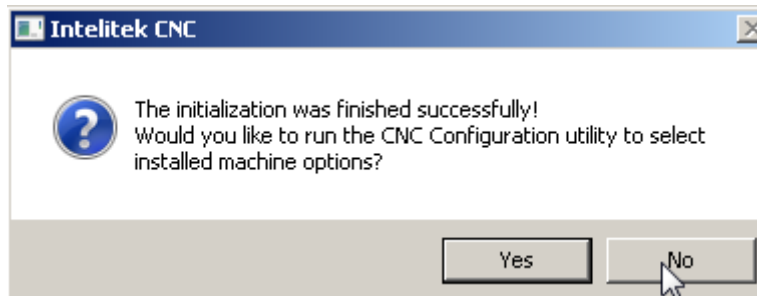 Intelitek CNC
The initialization was finished successfully!
Would you like to run the CNC Configuration utility to select
installed machine options?
Yes
No